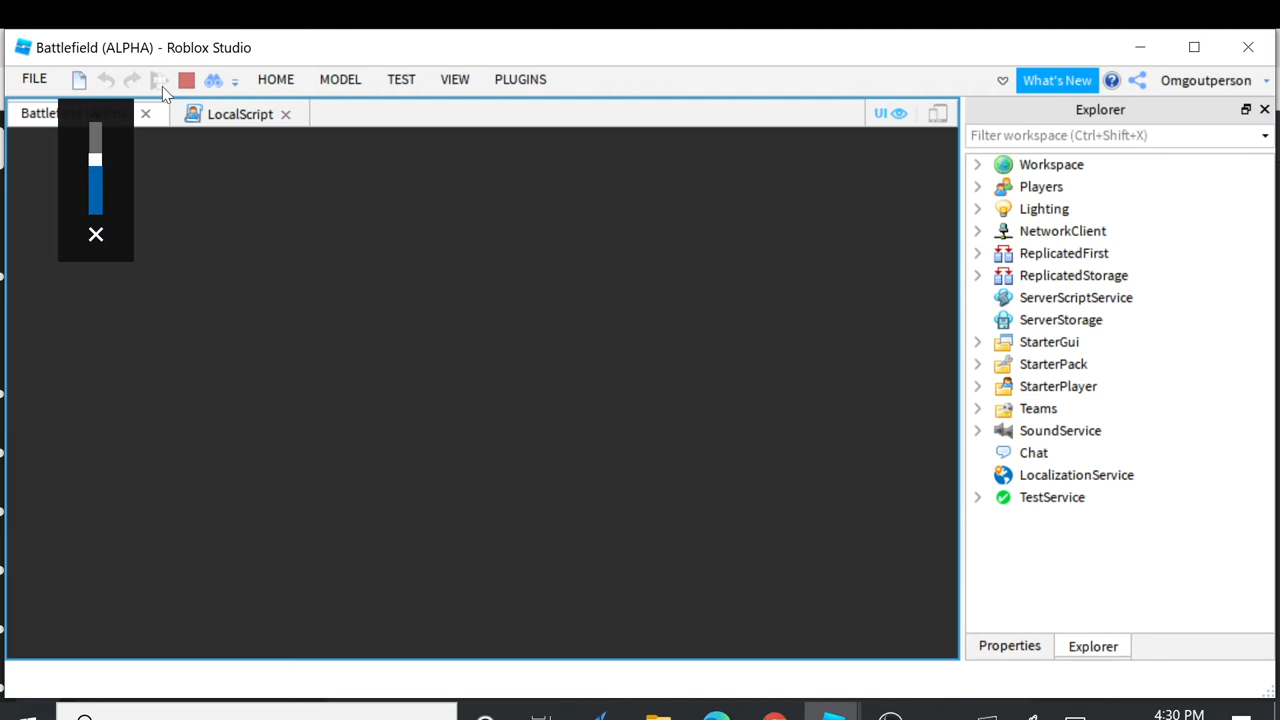 Battlefield (ALPHA) - Roblox Studio
FILE HOME MODEL TEST VIEW PLUGINS What's New Omgoutperson
LocalScript UI Explorer
Filter workspace (Ctrl+Shift+X)
Workspace
Players
Lighting
NetworkClient
ReplicatedFirst
ReplicatedStorage
ServerScriptService
ServerStorage
StarterGui
StarterPack
StarterPlayer
Teams
SoundService
Chat
LocalizationService
TestService
Properties Explorer
4:30 PM